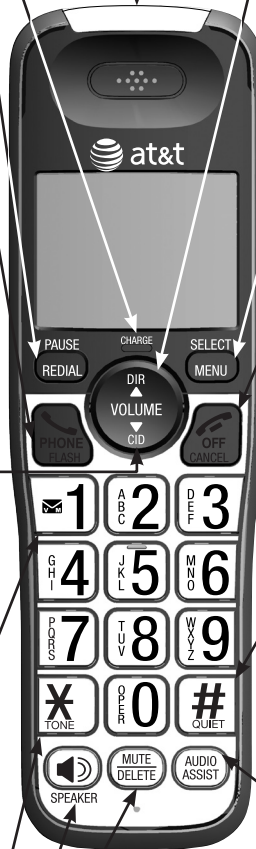 at&t
CHARGE
PAUSE
SELECT
REDIAL
MENU
DIR
VOLUME
CID
PHONE
FLASH
OFF
CANCEL
VM 1
ABC 2
DEF 3
GHI 4
JKL 5
MNO 6
PQRS 7
TUV 8
WXYZ 9
* TONE
OPER 0
# QUIET
MUTE
DELETE
AUDIO
ASSIST
SPEAKER